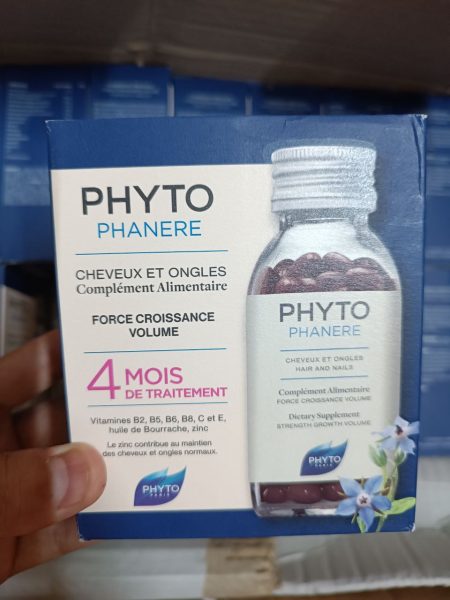 PHYTO
PHANERE
CHEVEUX ET ONGLES
Complément Alimentaire
FORCE CROISSANCE
VOLUME
4 MOIS
DE TRAITEMENT
Vitamines B2, B5, B6, B8, C et E,
huile de Bourrache, zinc
Le zinc contribue au maintien
des cheveux et ongles normaux.
PHYTO
PARIS
PHYTO
PHANERE
CHEVEUX ET ONGLES
HAIR AND NAILS
Complément Alimentaire
FORCE CROISSANCE VOLUME
Dietary Supplement
STRENGTH GROWTH VOLUME
PHYTO
PARIS